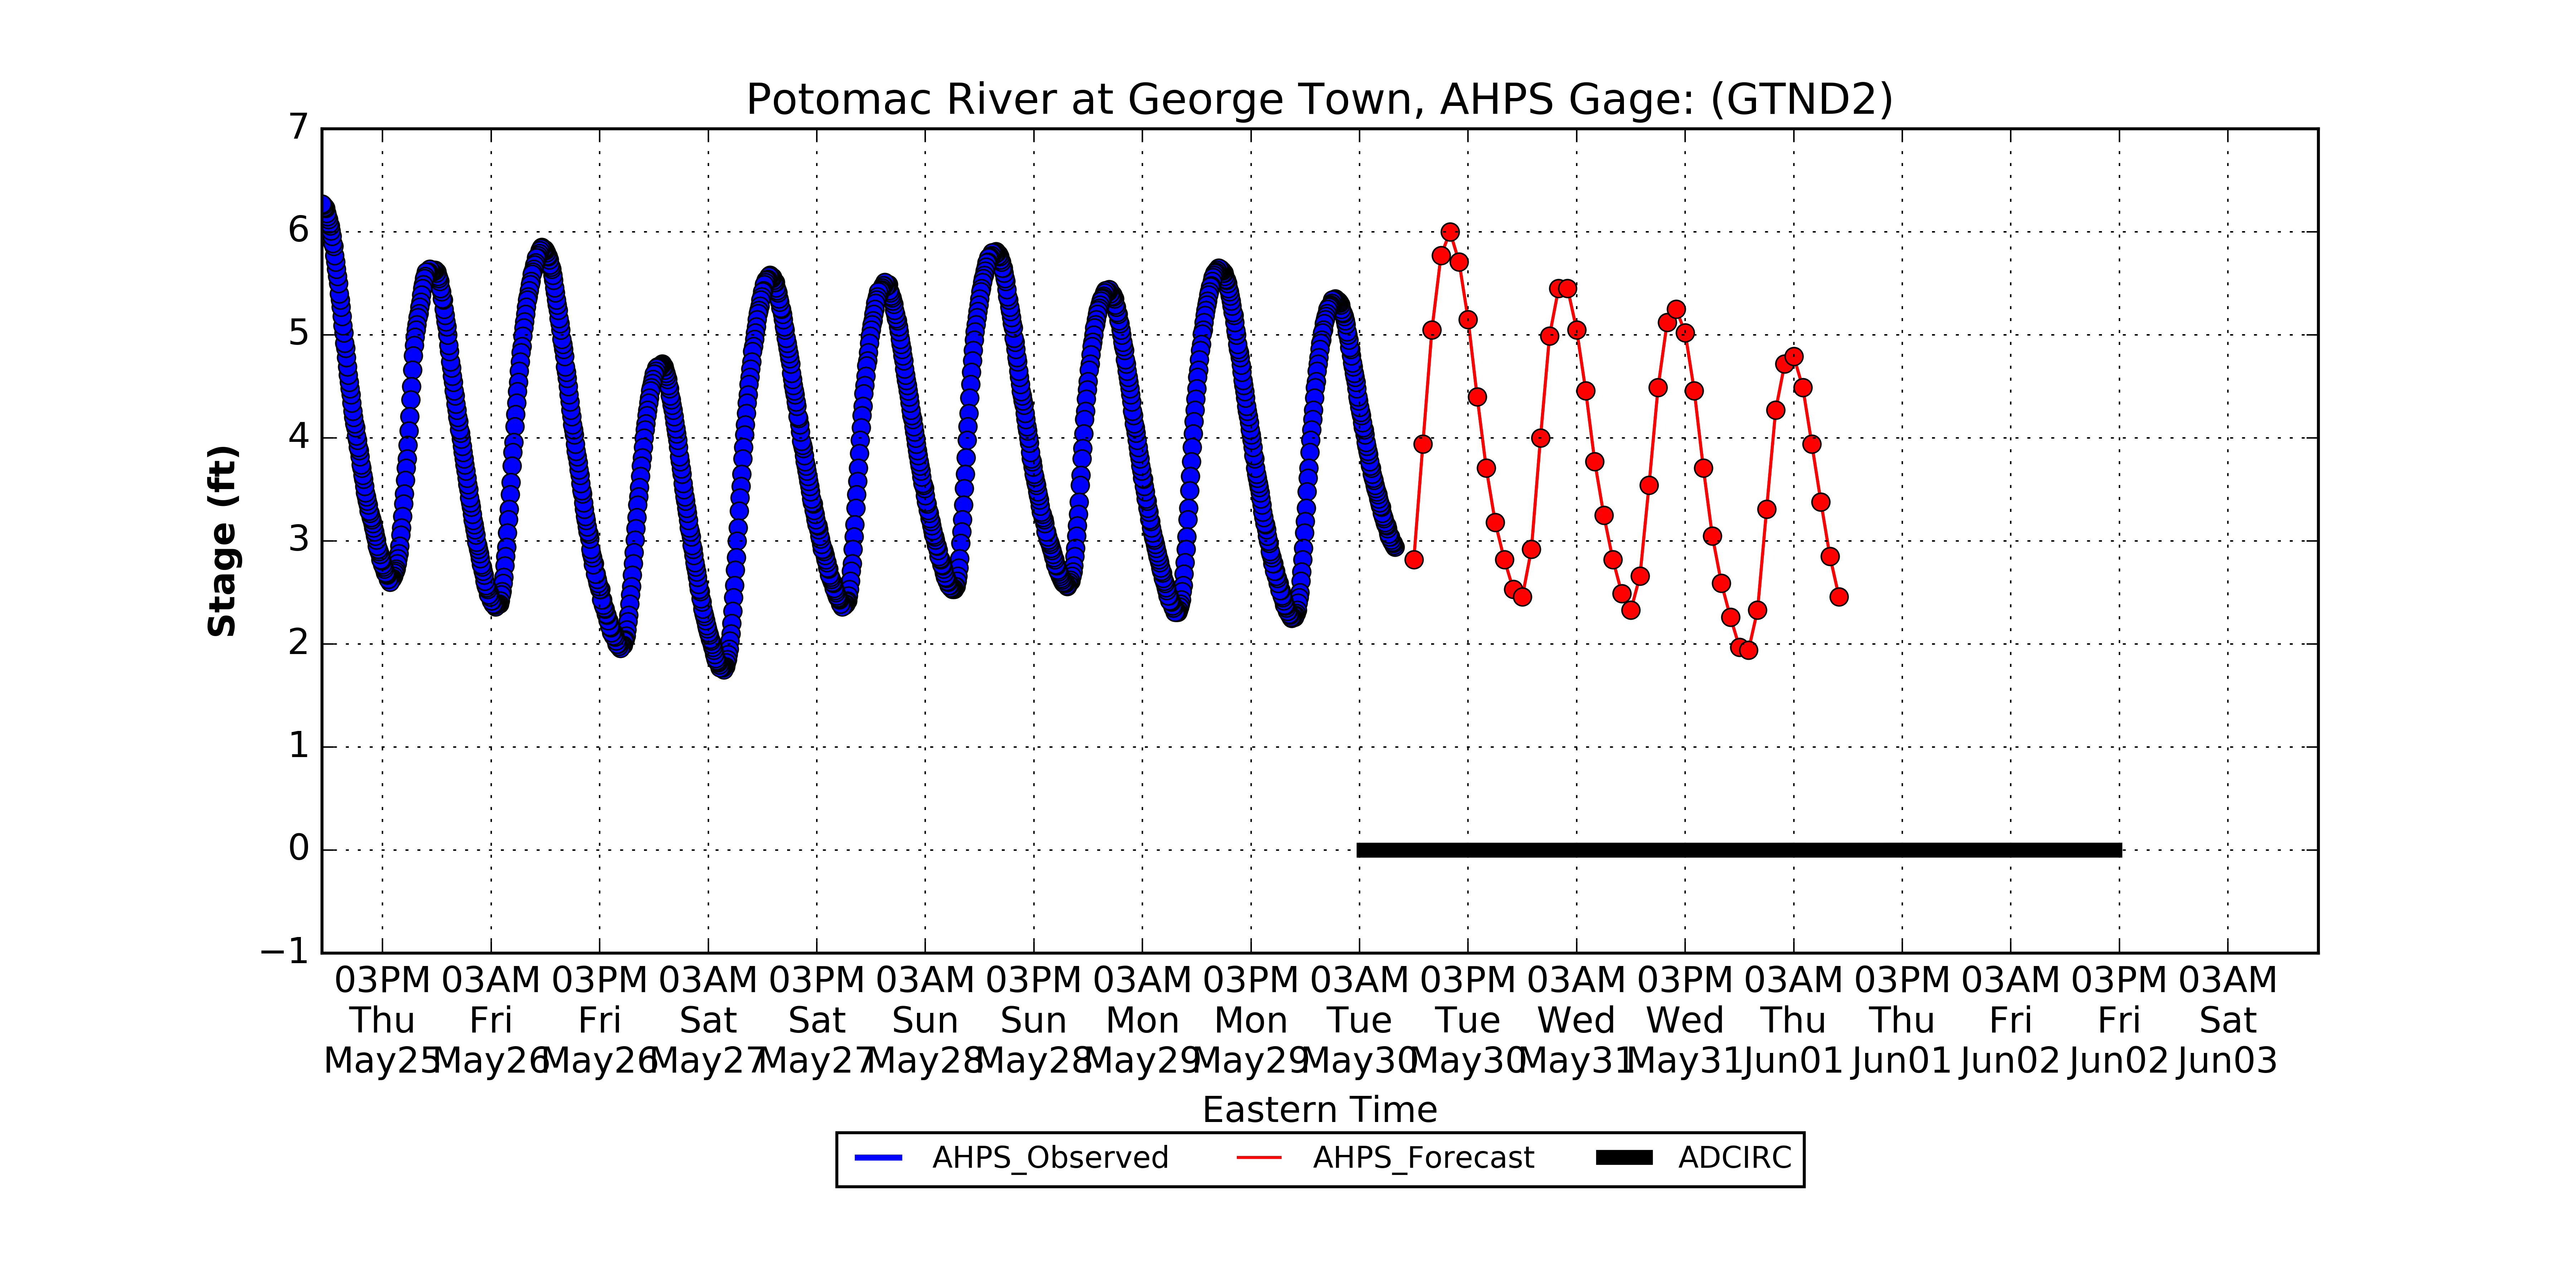 Potomac River at George Town, AHPS Gage: (GTND2)
7
6
5
4
3
2
1
0
−1
Stage (ft)
03PM 03AM 03PM 03AM 03PM 03AM 03PM 03AM 03PM 03AM 03PM 03AM 03PM 03AM 03PM 03AM 03PM 03AM
Thu Fri Fri Sat Sat Sun Sun Mon Mon Tue Tue Wed Wed Thu Thu Fri Fri Sat
May25 May26 May26 May27 May27 May28 May28 May29 May29 May30 May30 May31 May31 Jun01 Jun01 Jun02 Jun02 Jun03
Eastern Time
AHPS_Observed AHPS_Forecast ADCIRC